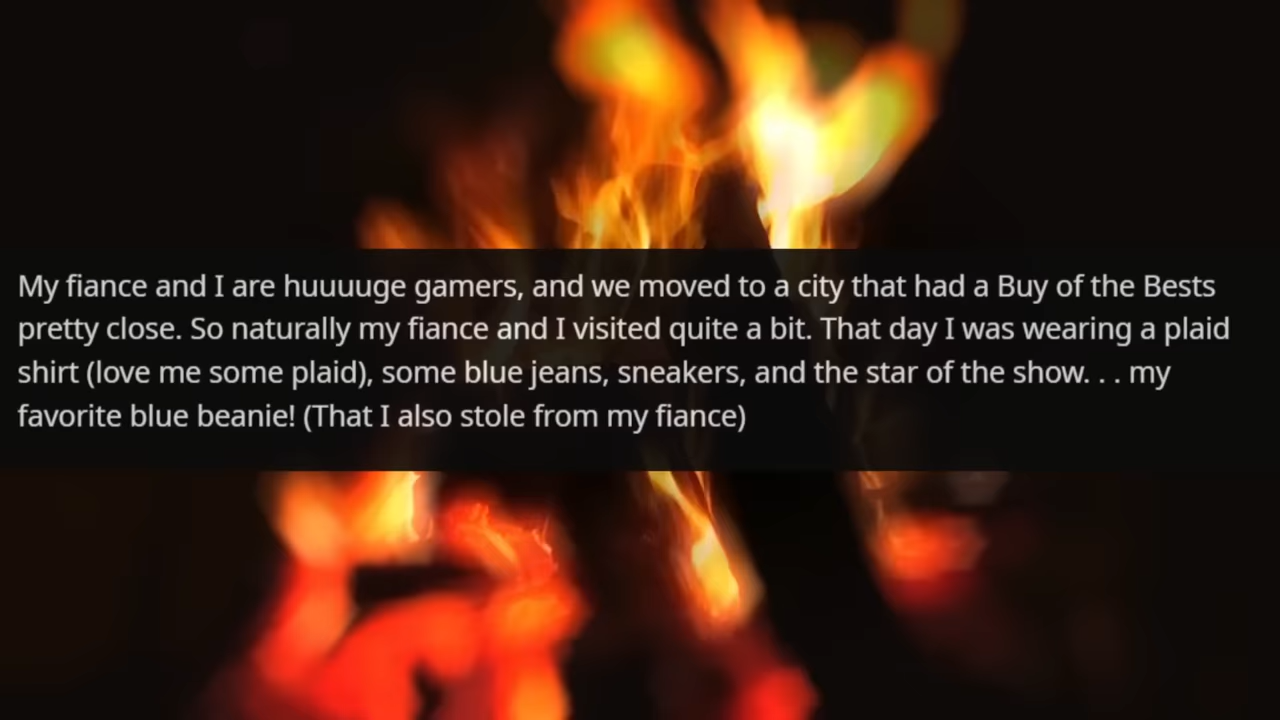 My fiance and I are huuuuge gamers, and we moved to a city that had a Buy of the Bests
pretty close. So naturally my fiance and I visited quite a bit. That day I was wearing a plaid
shirt (love me some plaid), some blue jeans, sneakers, and the star of the show. . . my
favorite blue beanie! (That I also stole from my fiance)